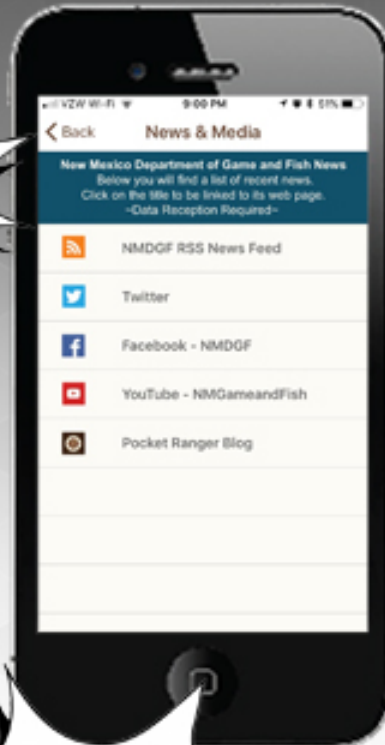 VZW Wi-Fi 9:00 PM 51%
Back News & Media
New Mexico Department of Game and Fish News
Below you will find a list of recent news.
Click on the title to be linked to its web page.
~Data Reception Required~
NMDGF RSS News Feed
Twitter
Facebook - NMDGF
YouTube - NMGameandFish
Pocket Ranger Blog